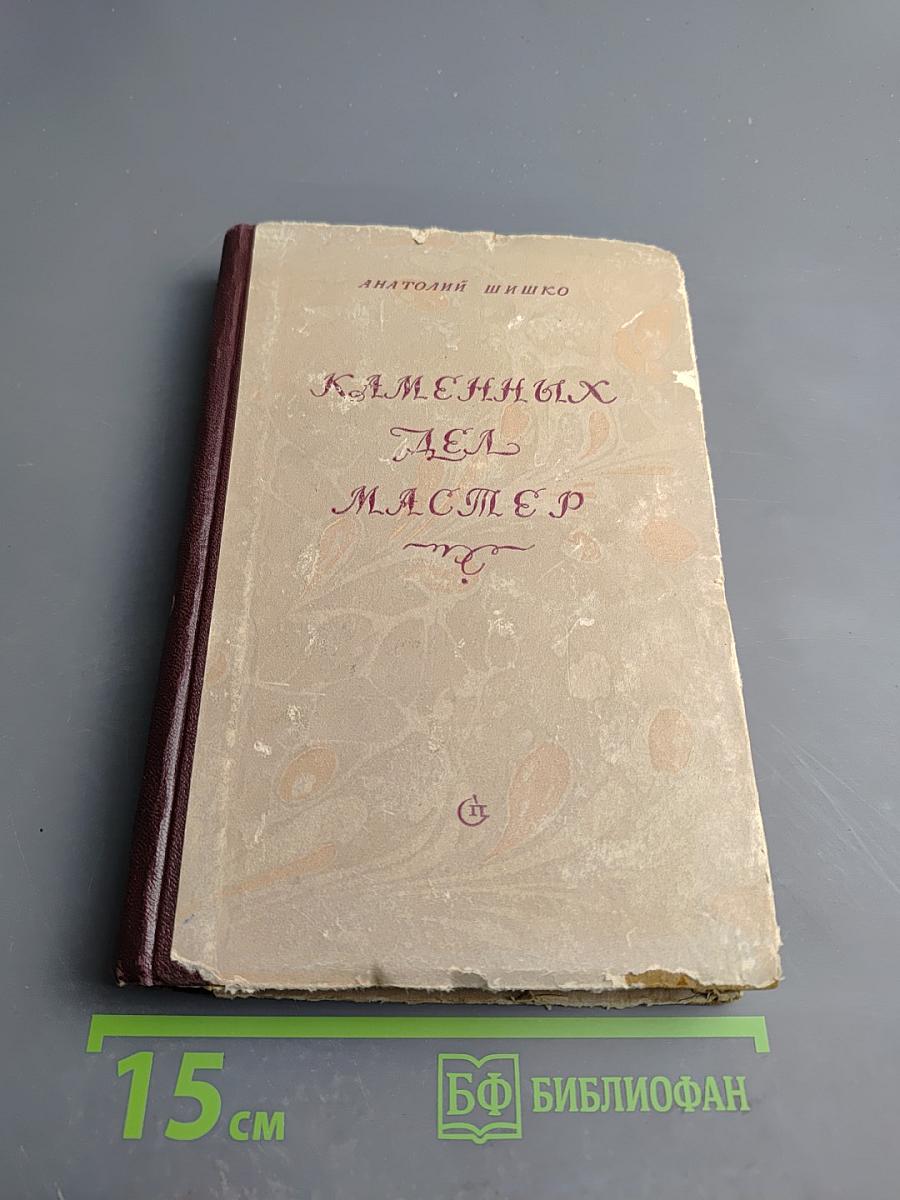 АНАТОЛИЙ ШИШКО
КАМЕННЫХ
ДЕЛ
МАСТЕР
СП
15 см
БФ БИБЛИОФАН